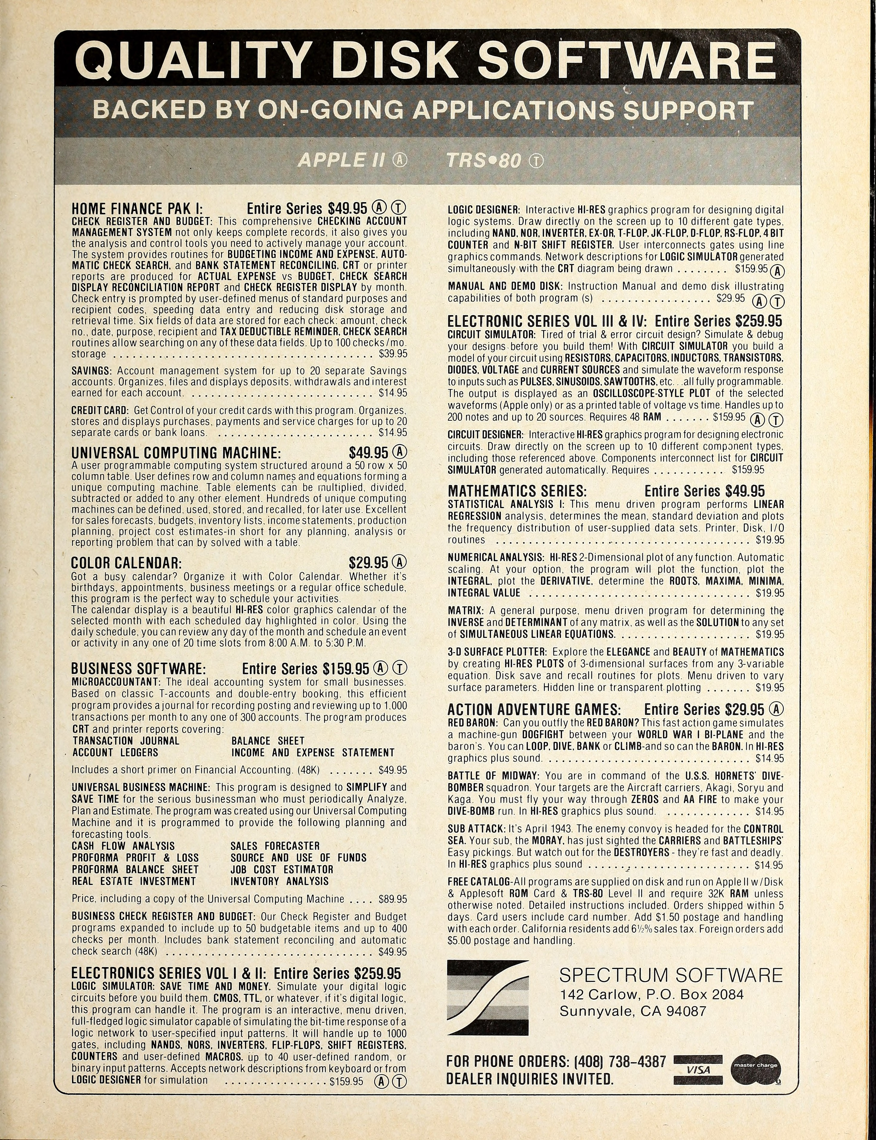 QUALITY DISK SOFTWARE
BACKED BY ON-GOING APPLICATIONS SUPPORT
APPLE II Ⓐ TRS•80 Ⓣ
HOME FINANCE PAK I: Entire Series $49.95 Ⓐ Ⓣ
CHECK REGISTER AND BUDGET: This comprehensive CHECKING ACCOUNT
MANAGEMENT SYSTEM not only keeps complete records, it also gives you
the analysis and control tools you need to actively manage your account.
The system provides routines for BUDGETING INCOME AND EXPENSE, AUTO-
MATIC CHECK SEARCH, and BANK STATEMENT RECONCILING. CRT or printer
reports are produced for ACTUAL EXPENSE vs BUDGET, CHECK SEARCH
DISPLAY RECONCILIATION REPORT and CHECK REGISTER DISPLAY by month.
Check entry is prompted by user-defined menus of standard purposes and
recipient codes, speeding data entry and reducing disk storage and
retrieval time. Six fields of data are stored for each check: amount, check
no., date, purpose, recipient and TAX DEDUCTIBLE REMINDER. CHECK SEARCH
routines allow searching on any of these data fields. Up to 100 checks/mo.
storage . . . . . . . . . . . . . . . . . . . . $39.95
SAVINGS: Account management system for up to 20 separate Savings
accounts. Organizes, files and displays deposits, withdrawals and interest
earned for each account. . . . . . . . . . . . . . . . $14.95
CREDIT CARD: Get Control of your credit cards with this program. Organizes,
stores and displays purchases, payments and service charges for up to 20
separate cards or bank loans. . . . . . . . . . . . . . . . $14.95
UNIVERSAL COMPUTING MACHINE: $49.95 Ⓐ
A user programmable computing system structured around a 50 row x 50
column table. User defines row and column names and equations forming a
unique computing machine. Table elements can be multiplied, divided,
subtracted or added to any other element. Hundreds of unique computing
machines can be defined, used, stored, and recalled, for later use. Excellent
for sales forecasts, budgets, inventory lists, income statements, production
planning, project cost estimates-in short for any planning, analysis or
reporting problem that can by solved with a table.
COLOR CALENDAR: $29.95 Ⓐ
Got a busy calendar? Organize it with Color Calendar. Whether it's
birthdays, appointments, business meetings or a regular office schedule,
this program is the perfect way to schedule your activities.
The calendar display is a beautiful HI-RES color graphics calendar of the
selected month with each scheduled day highlighted in color. Using the
daily schedule, you can review any day of the month and schedule an event
or activity in any one of 20 time slots from 8:00 A.M. to 5:30 P.M.
BUSINESS SOFTWARE: Entire Series $159.95 Ⓐ Ⓣ
MICROACCOUNTANT: The ideal accounting system for small businesses.
Based on classic T-accounts and double-entry booking, this efficient
program provides a journal for recording posting and reviewing up to 1,000
transactions per month to any one of 300 accounts. The program produces
CRT and printer reports covering:
TRANSACTION JOURNAL BALANCE SHEET
ACCOUNT LEDGERS INCOME AND EXPENSE STATEMENT
Includes a short primer on Financial Accounting. (48K) . . . . . . . $49.95
UNIVERSAL BUSINESS MACHINE: This program is designed to SIMPLIFY and
SAVE TIME for the serious businessman who must periodically Analyze,
Plan and Estimate. The program was created using our Universal Computing
Machine and it is programmed to provide the following planning and
forecasting tools.
CASH FLOW ANALYSIS SALES FORECASTER
PROFORMA PROFIT & LOSS SOURCE AND USE OF FUNDS
PROFORMA BALANCE SHEET JOB COST ESTIMATOR
REAL ESTATE INVESTMENT INVENTORY ANALYSIS
Price, including a copy of the Universal Computing Machine . . . . $89.95
BUSINESS CHECK REGISTER AND BUDGET: Our Check Register and Budget
programs expanded to include up to 50 budgetable items and up to 400
checks per month. Includes bank statement reconciling and automatic
check search (48K) . . . . . . . . . . . . . . . . $49.95
ELECTRONICS SERIES VOL I & II: Entire Series $259.95
LOGIC SIMULATOR: SAVE TIME AND MONEY. Simulate your digital logic
circuits before you build them. CMOS, TTL, or whatever, if it's digital logic,
this program can handle it. The program is an interactive, menu driven,
full-fledged logic simulator capable of simulating the bit-time response of a
logic network to user-specified input patterns. It will handle up to 1000
gates, including NANDS, NORS, INVERTERS, FLIP-FLOPS, SHIFT REGISTERS,
COUNTERS and user-defined MACROS. up to 40 user-defined random, or
binary input patterns. Accepts network descriptions from keyboard or from
LOGIC DESIGNER for simulation . . . . . . . . . . . . . . . . $159.95 Ⓐ Ⓣ
LOGIC DESIGNER: Interactive HI-RES graphics program for designing digital
logic systems. Draw directly on the screen up to 10 different gate types,
including NAND, NOR, INVERTER, EX-OR, T-FLOP, JK-FLOP, D-FLOP, RS-FLOP, 4 BIT
COUNTER and N-BIT SHIFT REGISTER. User interconnects gates using line
graphics commands. Network descriptions for LOGIC SIMULATOR generated
simultaneously with the CRT diagram being drawn . . . . . . . . $159.95 Ⓐ
MANUAL AND DEMO DISK: Instruction Manual and demo disk illustrating
capabilities of both program (s) . . . . . . . . . . . . . . . . $29.95 Ⓐ Ⓣ
ELECTRONIC SERIES VOL III & IV: Entire Series $259.95
CIRCUIT SIMULATOR: Tired of trial & error circuit design? Simulate & debug
your designs before you build them! With CIRCUIT SIMULATOR you build a
model of your circuit using RESISTORS, CAPACITORS, INDUCTORS, TRANSISTORS,
DIODES, VOLTAGE and CURRENT SOURCES and simulate the waveform response
to inputs such as PULSES, SINUSOIDS, SAWTOOTHS, etc...all fully programmable.
The output is displayed as an OSCILLOSCOPE-STYLE PLOT of the selected
waveforms (Apple only) or as a printed table of voltage vs time. Handles up to
200 notes and up to 20 sources. Requires 48 RAM . . . . . . . $159.95 Ⓐ Ⓣ
CIRCUIT DESIGNER: Interactive HI-RES graphics program for designing electronic
circuits. Draw directly on the screen up to 10 different component types,
including those referenced above. Components interconnect list for CIRCUIT
SIMULATOR generated automatically. Requires . . . . . . . . . . . $159.95
MATHEMATICS SERIES: Entire Series $49.95
STATISTICAL ANALYSIS I: This menu driven program performs LINEAR
REGRESSION analysis, determines the mean, standard deviation and plots
the frequency distribution of user-supplied data sets. Printer, Disk, I/O
routines . . . . . . . . . . . . . . . . $19.95
NUMERICAL ANALYSIS: HI-RES 2-Dimensional plot of any function. Automatic
scaling. At your option, the program will plot the function, plot the
INTEGRAL, plot the DERIVATIVE, determine the ROOTS, MAXIMA, MINIMA,
INTEGRAL VALUE . . . . . . . . . . . . . . . . $19.95
MATRIX: A general purpose, menu driven program for determining the
INVERSE and DETERMINANT of any matrix, as well as the SOLUTION to any set
of SIMULTANEOUS LINEAR EQUATIONS. . . . . . . . . . . . . . . . $19.95
3-D SURFACE PLOTTER: Explore the ELEGANCE and BEAUTY of MATHEMATICS
by creating HI-RES PLOTS of 3-dimensional surfaces from any 3-variable
equation. Disk save and recall routines for plots. Menu driven to vary
surface parameters. Hidden line or transparent plotting . . . . . . . $19.95
ACTION ADVENTURE GAMES: Entire Series $29.95 Ⓐ
RED BARON: Can you outfly the RED BARON? This fast action game simulates
a machine-gun DOGFIGHT between your WORLD WAR I BI-PLANE and the
baron's. You can LOOP, DIVE, BANK or CLIMB-and so can the BARON. In HI-RES
graphics plus sound. . . . . . . . . . . . . . . . $14.95
BATTLE OF MIDWAY: You are in command of the U.S.S. HORNETS' DIVE-
BOMBER squadron. Your targets are the Aircraft carriers, Akagi, Soryu and
Kaga. You must fly your way through ZEROS and AA FIRE to make your
DIVE-BOMB run. In HI-RES graphics plus sound. . . . . . . . . . . . . $14.95
SUB ATTACK: It's April 1943. The enemy convoy is headed for the CONTROL
SEA. Your sub, the MORAY, has just sighted the CARRIERS and BATTLESHIPS'
Easy pickings. But watch out for the DESTROYERS - they're fast and deadly.
In HI-RES graphics plus sound . . . . . . . . . . . . . . . . $14.95
FREE CATALOG-All programs are supplied on disk and run on Apple II w/Disk
& Applesoft ROM Card & TRS-80 Level II and require 32K RAM unless
otherwise noted. Detailed instructions included. Orders shipped within 5
days. Card users include card number. Add $1.50 postage and handling
with each order. California residents add 6½% sales tax. Foreign orders add
$5.00 postage and handling.
SPECTRUM SOFTWARE
142 Carlow, P.O. Box 2084
Sunnyvale, CA 94087
FOR PHONE ORDERS: (408) 738-4387
DEALER INQUIRIES INVITED.
VISA
master charge